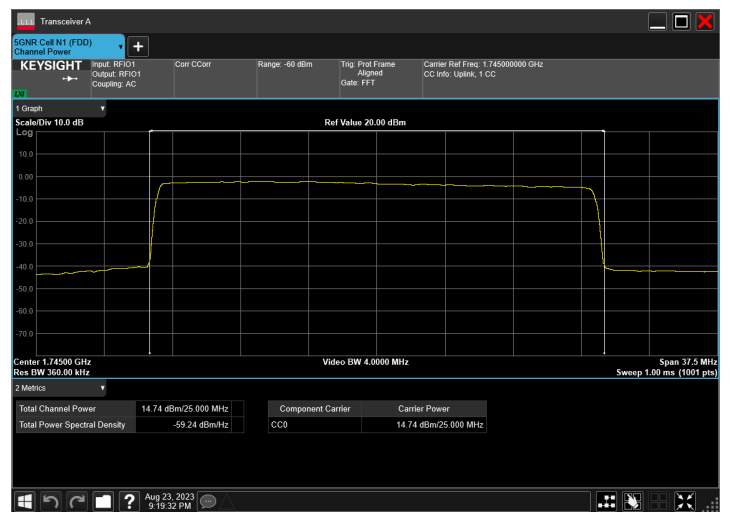 Transceiver A
5GNR Cell N1 (FDD)
Channel Power
KEYSIGHT
LXI
Input: RFIO1
Output: RFIO1
Coupling: AC
Corr CCorr
Range: -60 dBm
Trig: Prot Frame
Aligned
Gate: FFT
Carrier Ref Freq: 1.745000000 GHz
CC Info: Uplink, 1 CC
1 Graph
Scale/Div 10.0 dB
Ref Value 20.00 dBm
Log
10.0
0.00
-10.0
-20.0
-30.0
-40.0
-50.0
-60.0
-70.0
Center 1.74500 GHz
Video BW 4.0000 MHz
Span 37.5 MHz
Res BW 360.00 kHz
Sweep 1.00 ms (1001 pts)
2 Metrics
Total Channel Power 14.74 dBm/25.000 MHz
Total Power Spectral Density -59.24 dBm/Hz
Component Carrier Carrier Power
CC0 14.74 dBm/25.000 MHz
?
Aug 23, 2023
9:19:32 PM